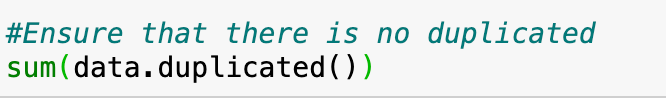 #Ensure that there is no duplicated
sum(data.duplicated())